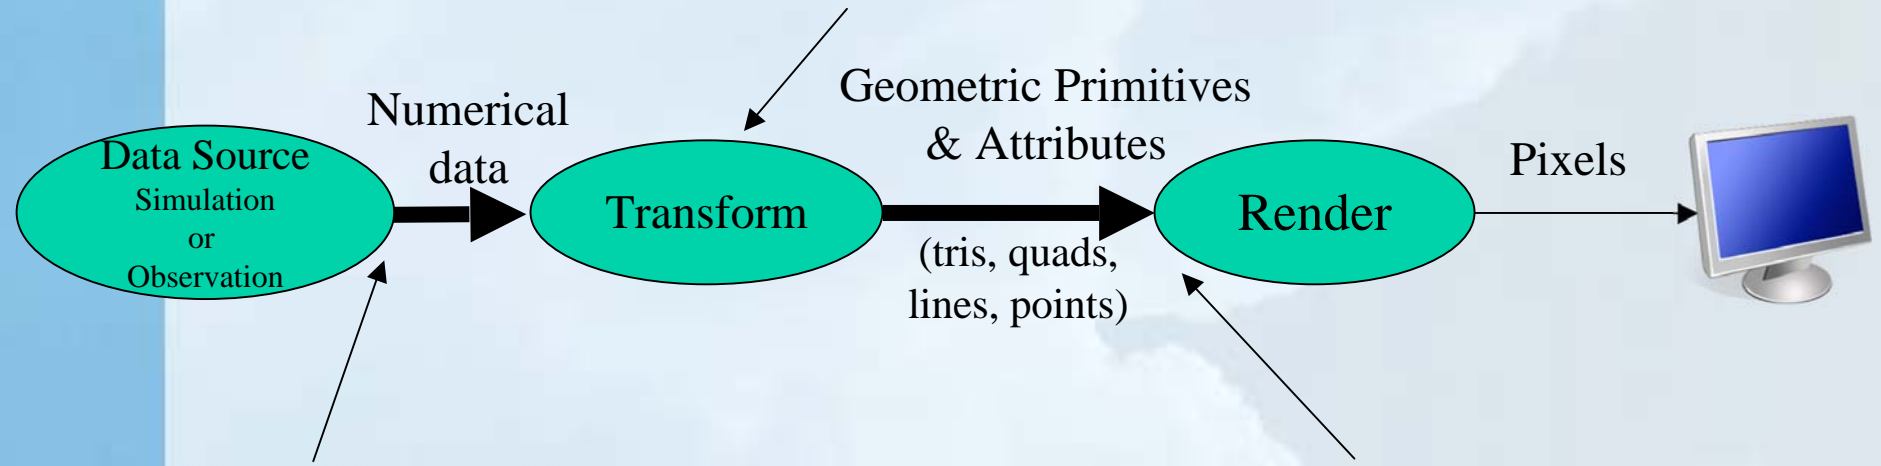 Data Source
Simulation
or
Observation
Numerical
data
Transform
Geometric Primitives
& Attributes
(tris, quads,
lines, points)
Render
Pixels